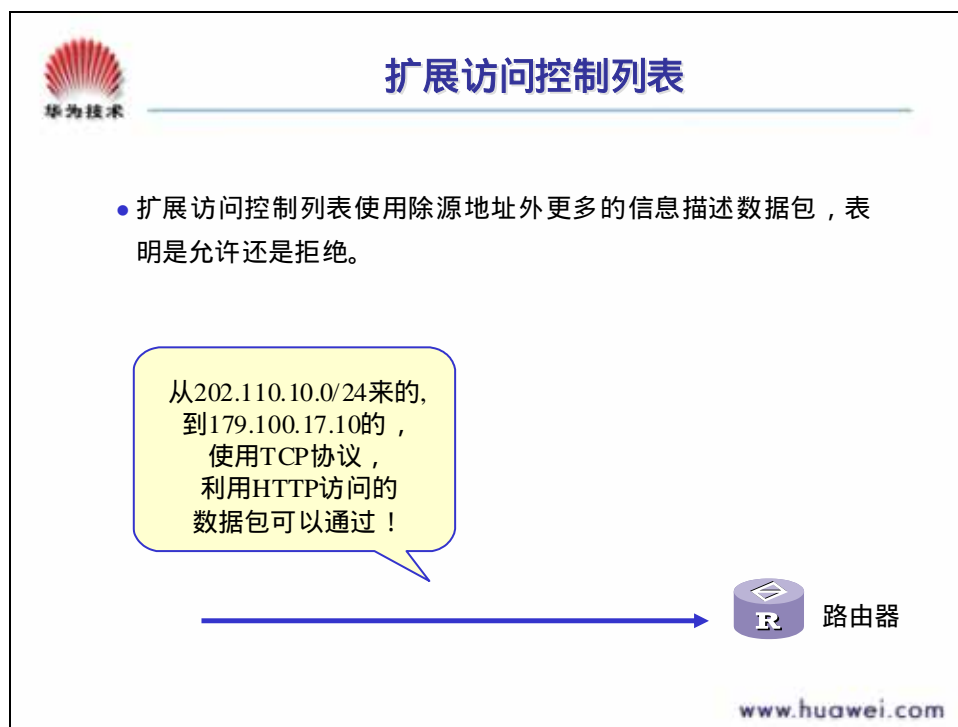 华为技术
扩展访问控制列表
•扩展访问控制列表使用除源地址外更多的信息描述数据包，表
明是允许还是拒绝。
从202.110.10.0/24来的,
到179.100.17.10的，
使用TCP协议，
利用HTTP访问的
数据包可以通过！
R
路由器
www.huawei.com